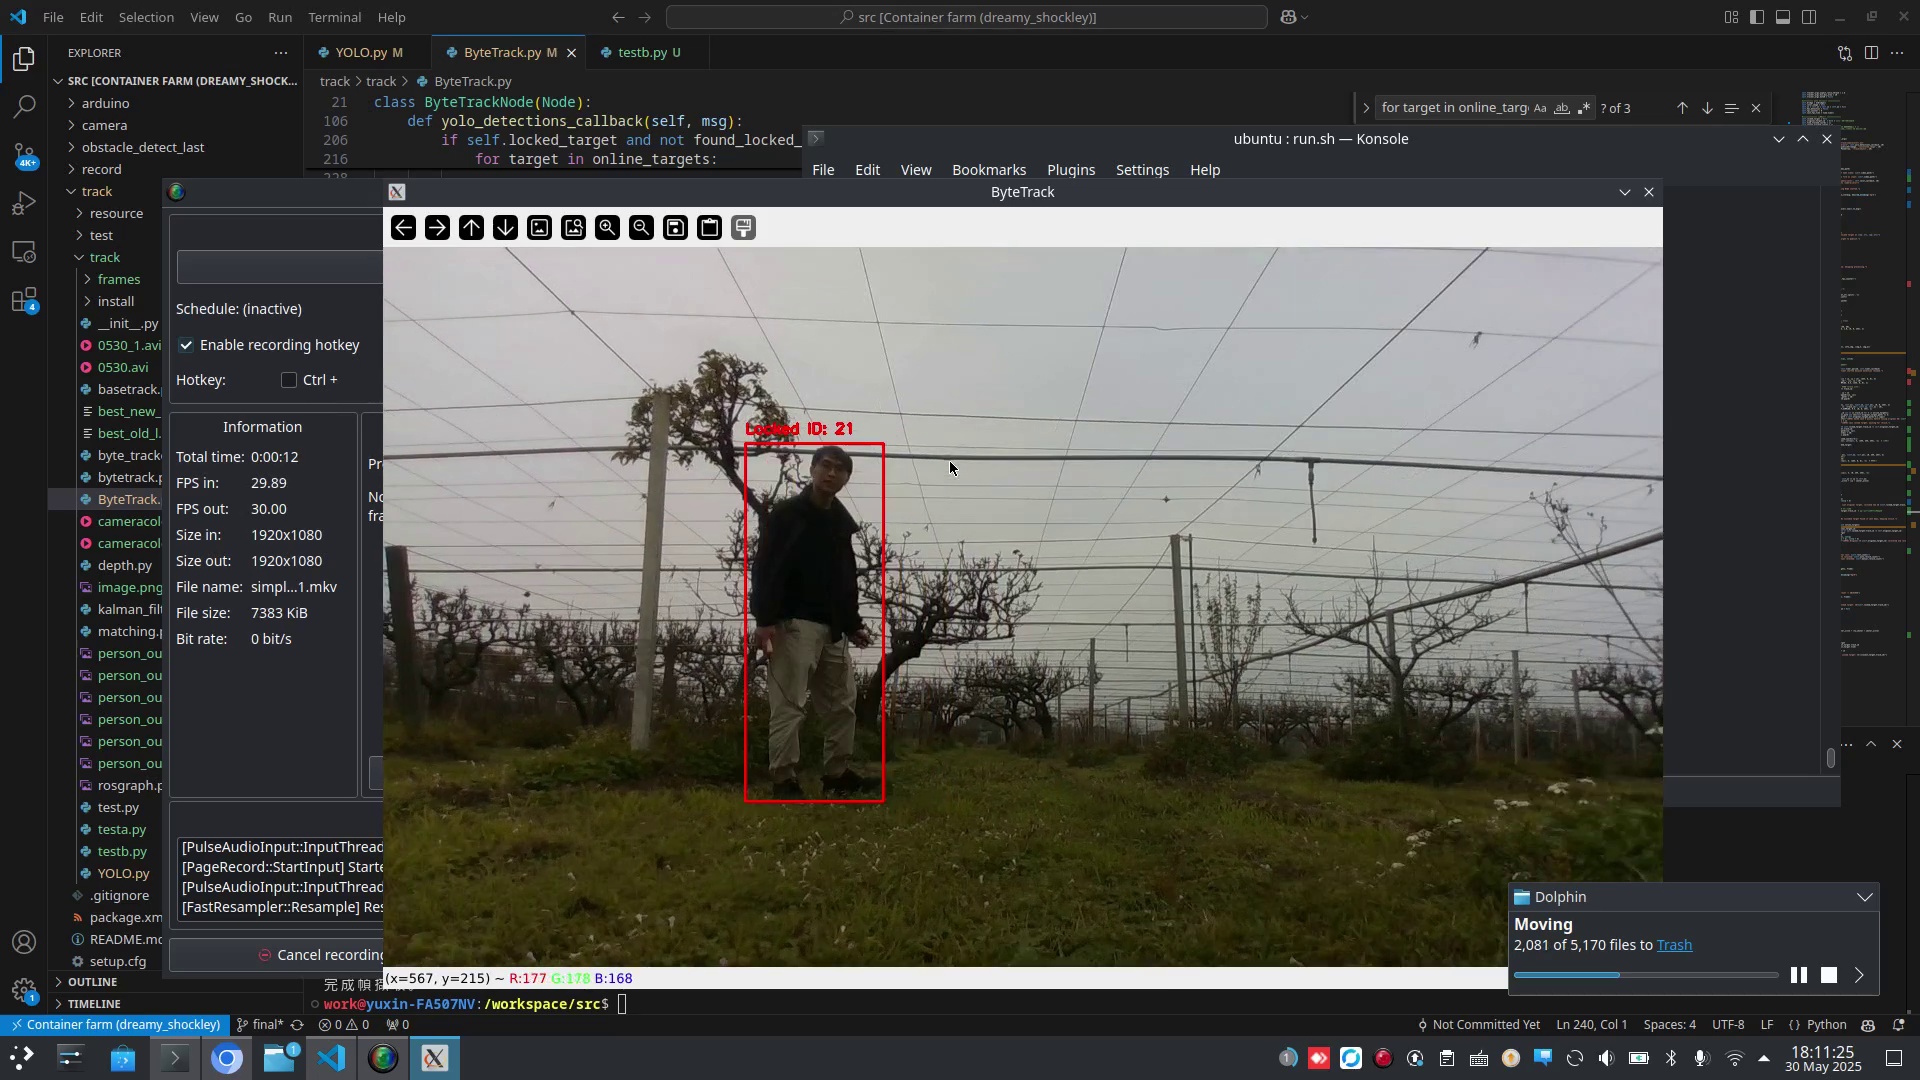 File Edit Selection View Go Run Terminal Help
src [Container farm (dreamy_shockley)]
EXPLORER
YOLO.py M
ByteTrack.py M
testb.py U
SRC [CONTAINER FARM (DREAMY_SHOCK...
track > track > ByteTrack.py
arduino
camera
obstacle_detect_last
record
track
resource
test
track
frames
install
__init__.py
0530_1.avi
0530.avi
basetrack.
best_new_
best_old_l.
byte_track
bytetrack.p
ByteTrack.
cameracol
cameracol
depth.py
image.png
kalman_filt
matching.p
person_ou
person_ou
person_ou
person_ou
person_ou
person_ou
rosgraph.p
test.py
testa.py
testb.py
YOLO.py
.gitignore
package.xm
README.md
setup.cfg
OUTLINE
TIMELINE
4K+
4
1
21 class ByteTrackNode(Node):
106 def yolo_detections_callback(self, msg):
206 if self.locked_target and not found_locked_
216 for target in online_targets:
for target in online_targ
Aa ab
? of 3
ubuntu : run.sh — Konsole
File Edit View Bookmarks Plugins Settings Help
ByteTrack
Schedule: (inactive)
Enable recording hotkey
Hotkey: Ctrl +
Information
Total time: 0:00:12
FPS in: 29.89
FPS out: 30.00
Size in: 1920x1080
Size out: 1920x1080
File name: simpl...1.mkv
File size: 7383 KiB
Bit rate: 0 bit/s
Pr
No
fra
[PulseAudioInput::InputThread
[PageRecord::StartInput] Starte
[PulseAudioInput::InputThread
[FastResampler::Resample] Res
Cancel recording
Locked ID: 21
(x=567, y=215) ~ R:177 G:178 B:168
work@yuxin-FA507NV:/workspace/src$
Dolphin
Moving
2,081 of 5,170 files to Trash
Container farm (dreamy_shockley) final* 0 0 0
Not Committed Yet Ln 240, Col 1 Spaces: 4 UTF-8 LF {} Python
1
1
18:11:25
30 May 2025